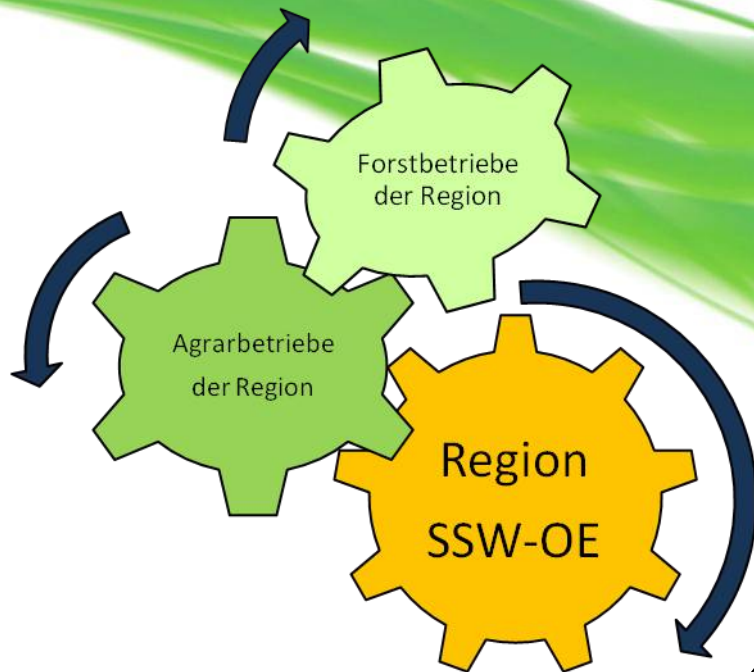 Forstbetriebe
der Region
Agrarbetriebe
der Region
Region
SSW-OE